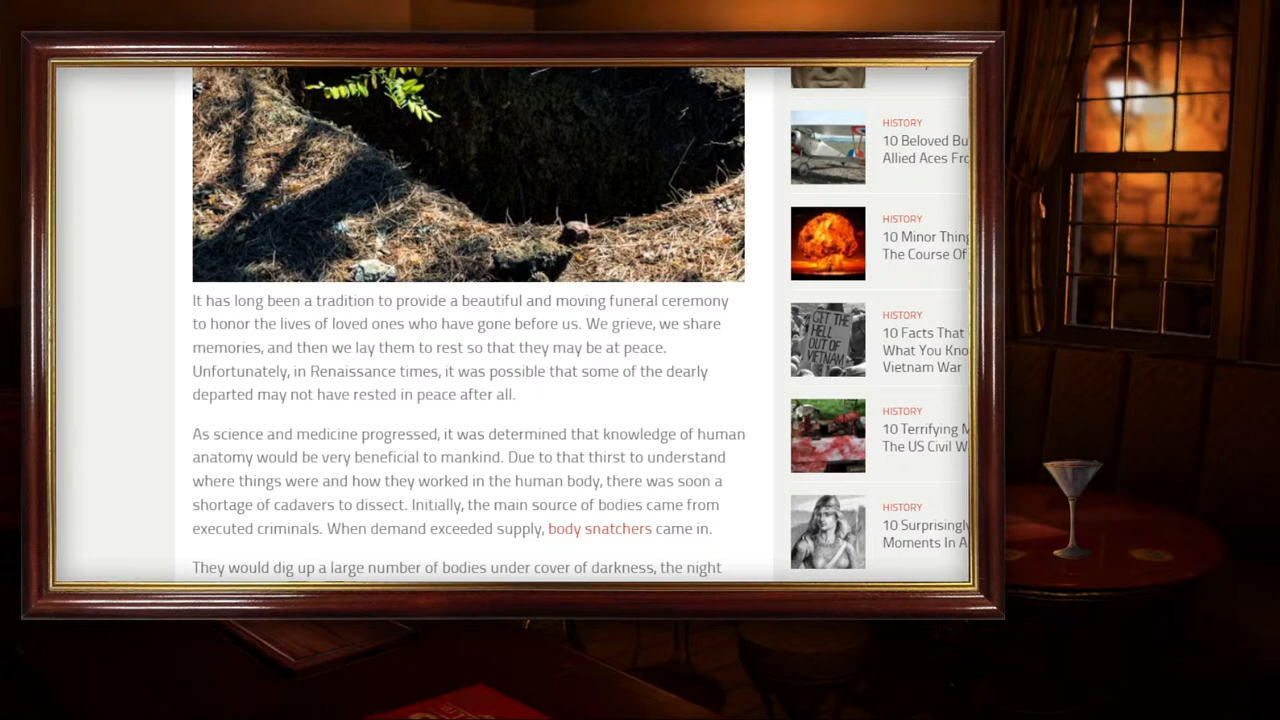 It has long been a tradition to provide a beautiful and moving funeral ceremony
to honor the lives of loved ones who have gone before us. We grieve, we share
memories, and then we lay them to rest so that they may be at peace.
Unfortunately, in Renaissance times, it was possible that some of the dearly
departed may not have rested in peace after all.
As science and medicine progressed, it was determined that knowledge of human
anatomy would be very beneficial to mankind. Due to that thirst to understand
where things were and how they worked in the human body, there was soon a
shortage of cadavers to dissect. Initially, the main source of bodies came from
executed criminals. When demand exceeded supply, body snatchers came in.
They would dig up a large number of bodies under cover of darkness, the night
HISTORY
10 Beloved Bu
Allied Aces Fro
HISTORY
10 Minor Thing
The Course Of
HISTORY
10 Facts That
What You Kno
Vietnam War
GET THE
HELL
OUT OF
VIETNAM
HISTORY
10 Terrifying M
The US Civil W
HISTORY
10 Surprisingly
Moments In A